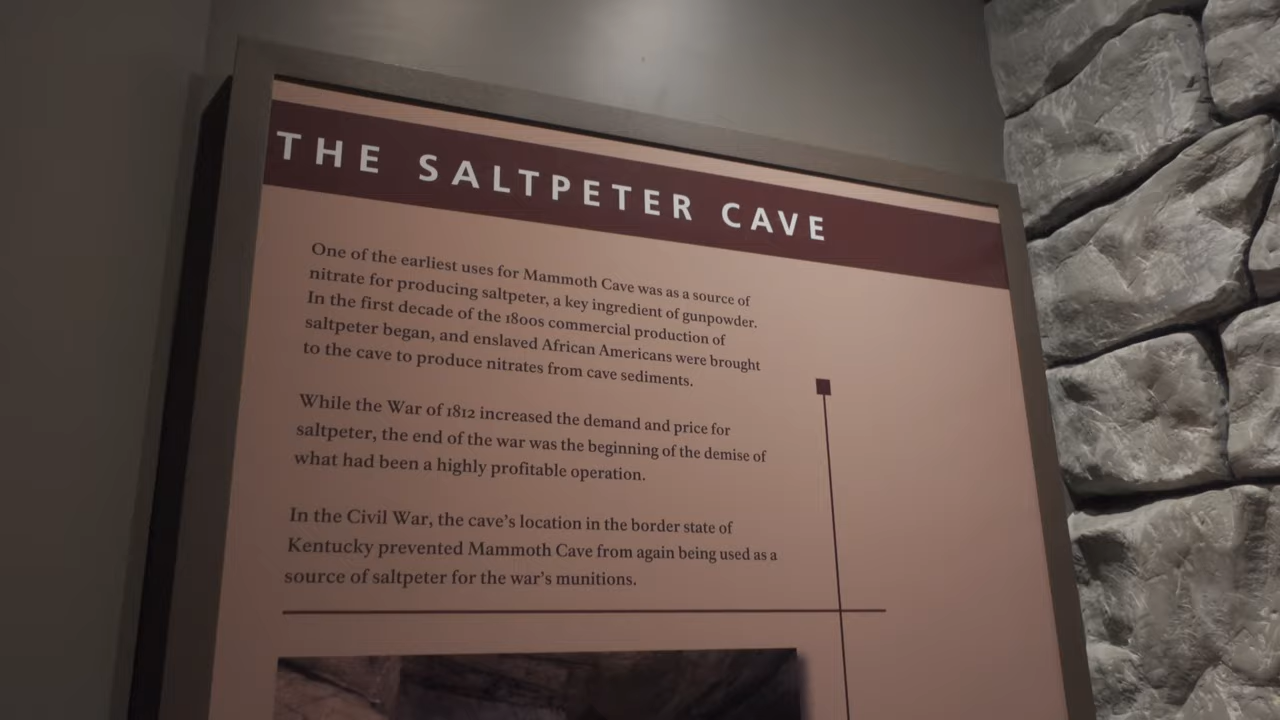 THE SALTPETER CAVE
One of the earliest uses for Mammoth Cave was as a source of
nitrate for producing saltpeter, a key ingredient of gunpowder.
In the first decade of the 1800s commercial production of
saltpeter began, and enslaved African Americans were brought
to the cave to produce nitrates from cave sediments.
While the War of 1812 increased the demand and price for
saltpeter, the end of the war was the beginning of the demise of
what had been a highly profitable operation.
In the Civil War, the cave's location in the border state of
Kentucky prevented Mammoth Cave from again being used as a
source of saltpeter for the war's munitions.